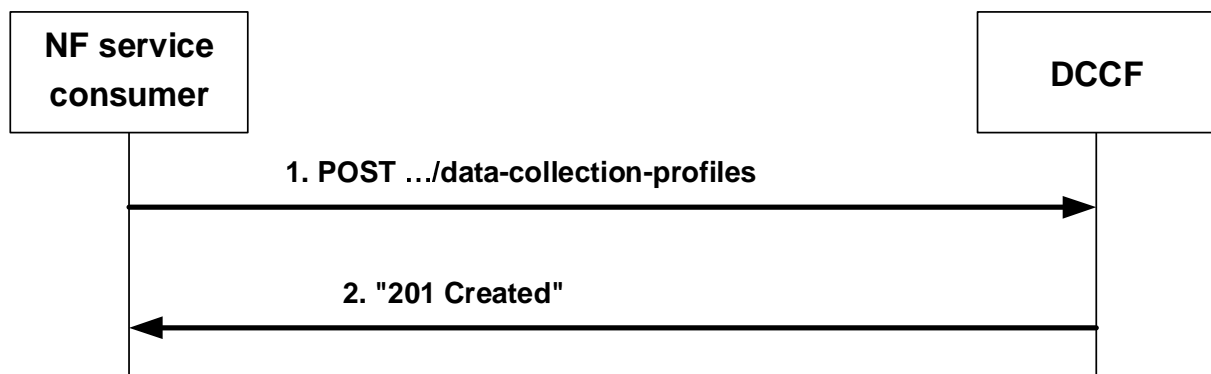 NF service
consumer
DCCF
1. POST …/data-collection-profiles
2. "201 Created"